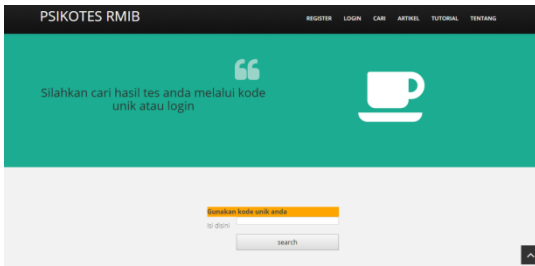 PSIKOTES RMIB
REGISTER LOGIN CARI ARTIKEL TUTORIAL TENTANG
Silahkan cari hasil tes anda melalui kode
unik atau login
Gunakan kode unik anda
Isi disini
search